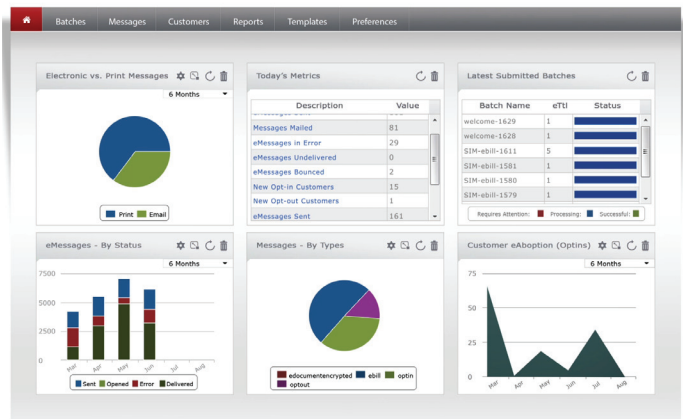 Batches Messages Customers Reports Templates Preferences
Electronic vs. Print Messages
6 Months
Print Email
Today's Metrics
Description Value
Messages Mailed 81
eMessages in Error 29
eMessages Undelivered 0
eMessages Bounced 2
New Opt-in Customers 15
New Opt-out Customers 1
eMessages Sent 161
Latest Submitted Batches
Batch Name eTtl Status
welcome-1629 1
welcome-1628 1
SIM-ebill-1611 5
SIM-ebill-1581 1
SIM-ebill-1580 1
SIM-ebill-1579 1
Requires Attention: Processing: Successful:
eMessages - By Status
6 Months
7500
5000
2500
0
Mar Apr May Jun Jul Aug
Sent Opened Error Delivered
Messages - By Types
edocumentencrypted ebill optin
optout
Customer eAboption (Optins)
6 Months
75
50
25
0
Mar Apr May Jun Jul Aug